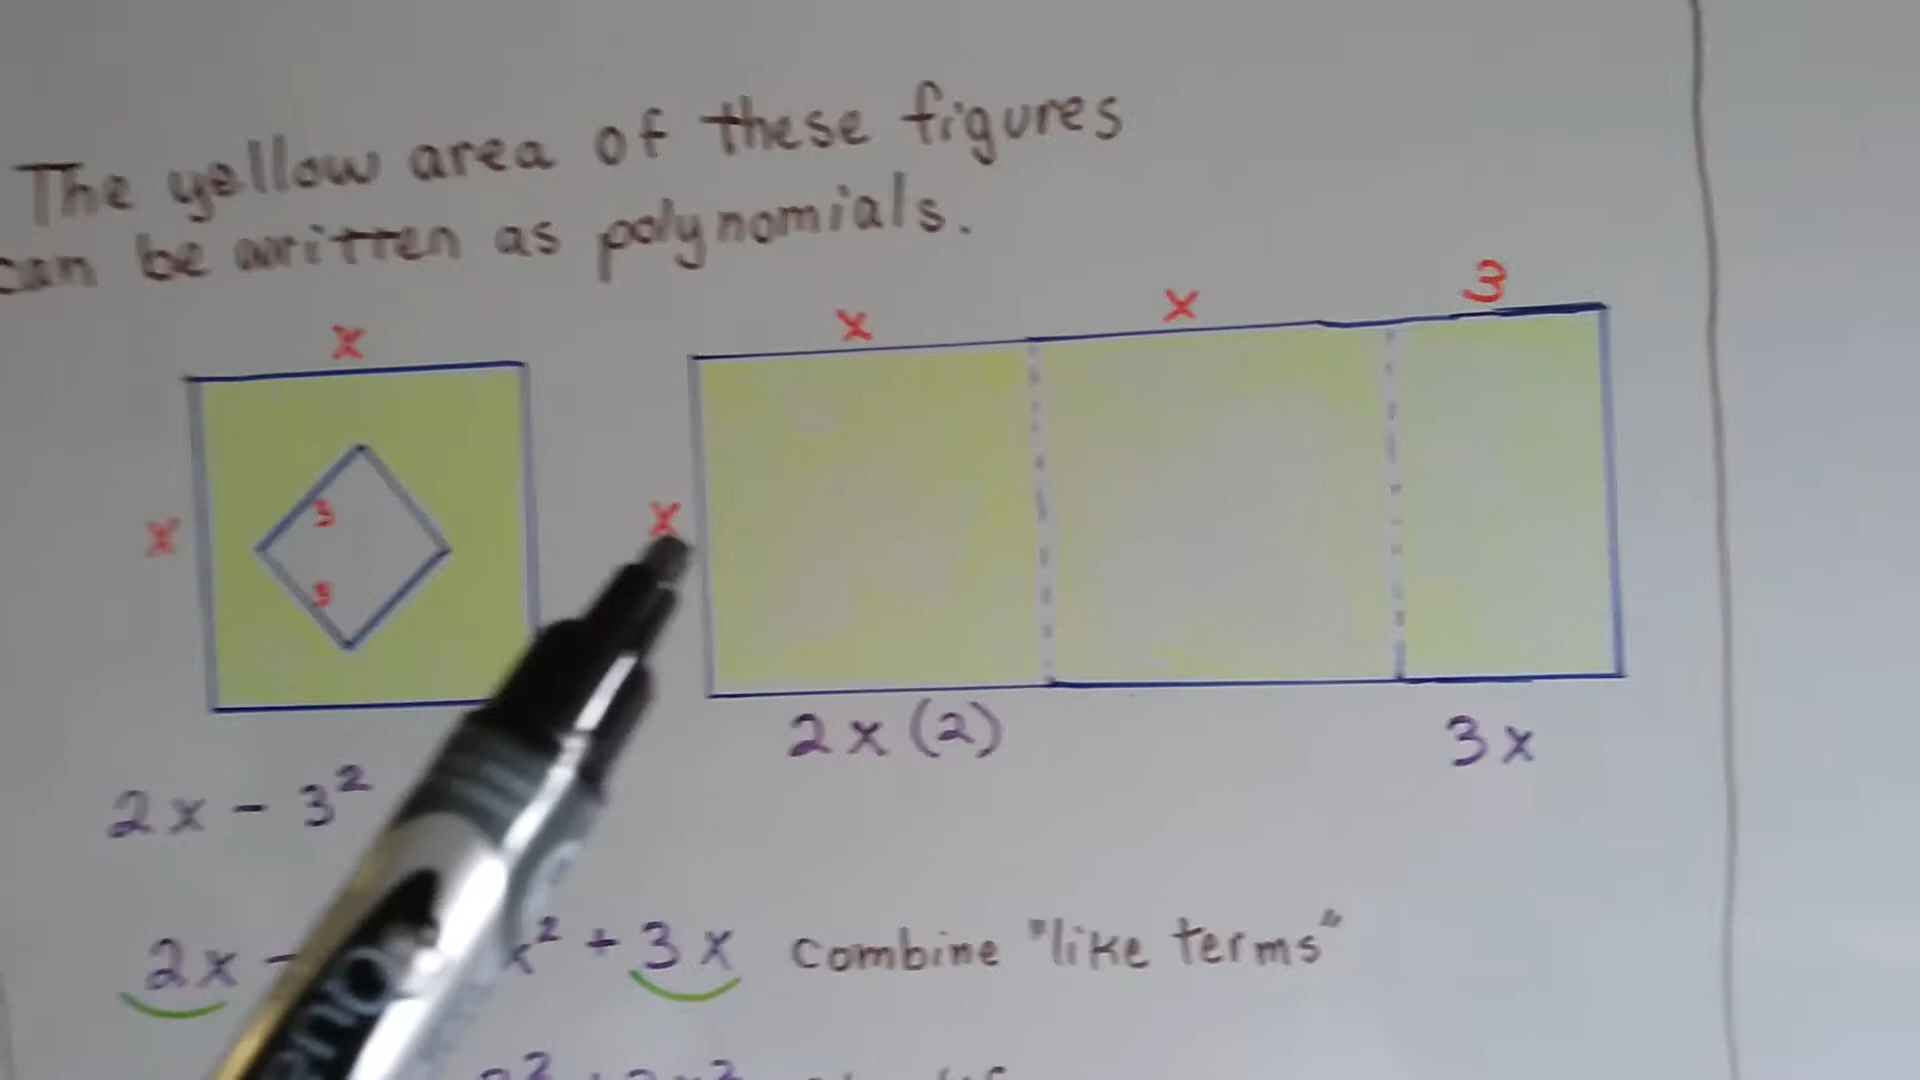 The yellow area of these figures
can be written as polynomials.
x
x
3
3
x
x
3
x
2x (2)
3x
2x - 3²
2x - x² + 3x combine "like terms"